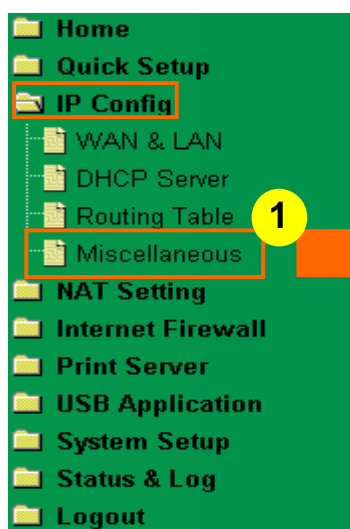 Home
Quick Setup
IP Config
WAN & LAN
DHCP Server
Routing Table
1
Miscellaneous
NAT Setting
Internet Firewall
Print Server
USB Application
System Setup
Status & Log
Logout